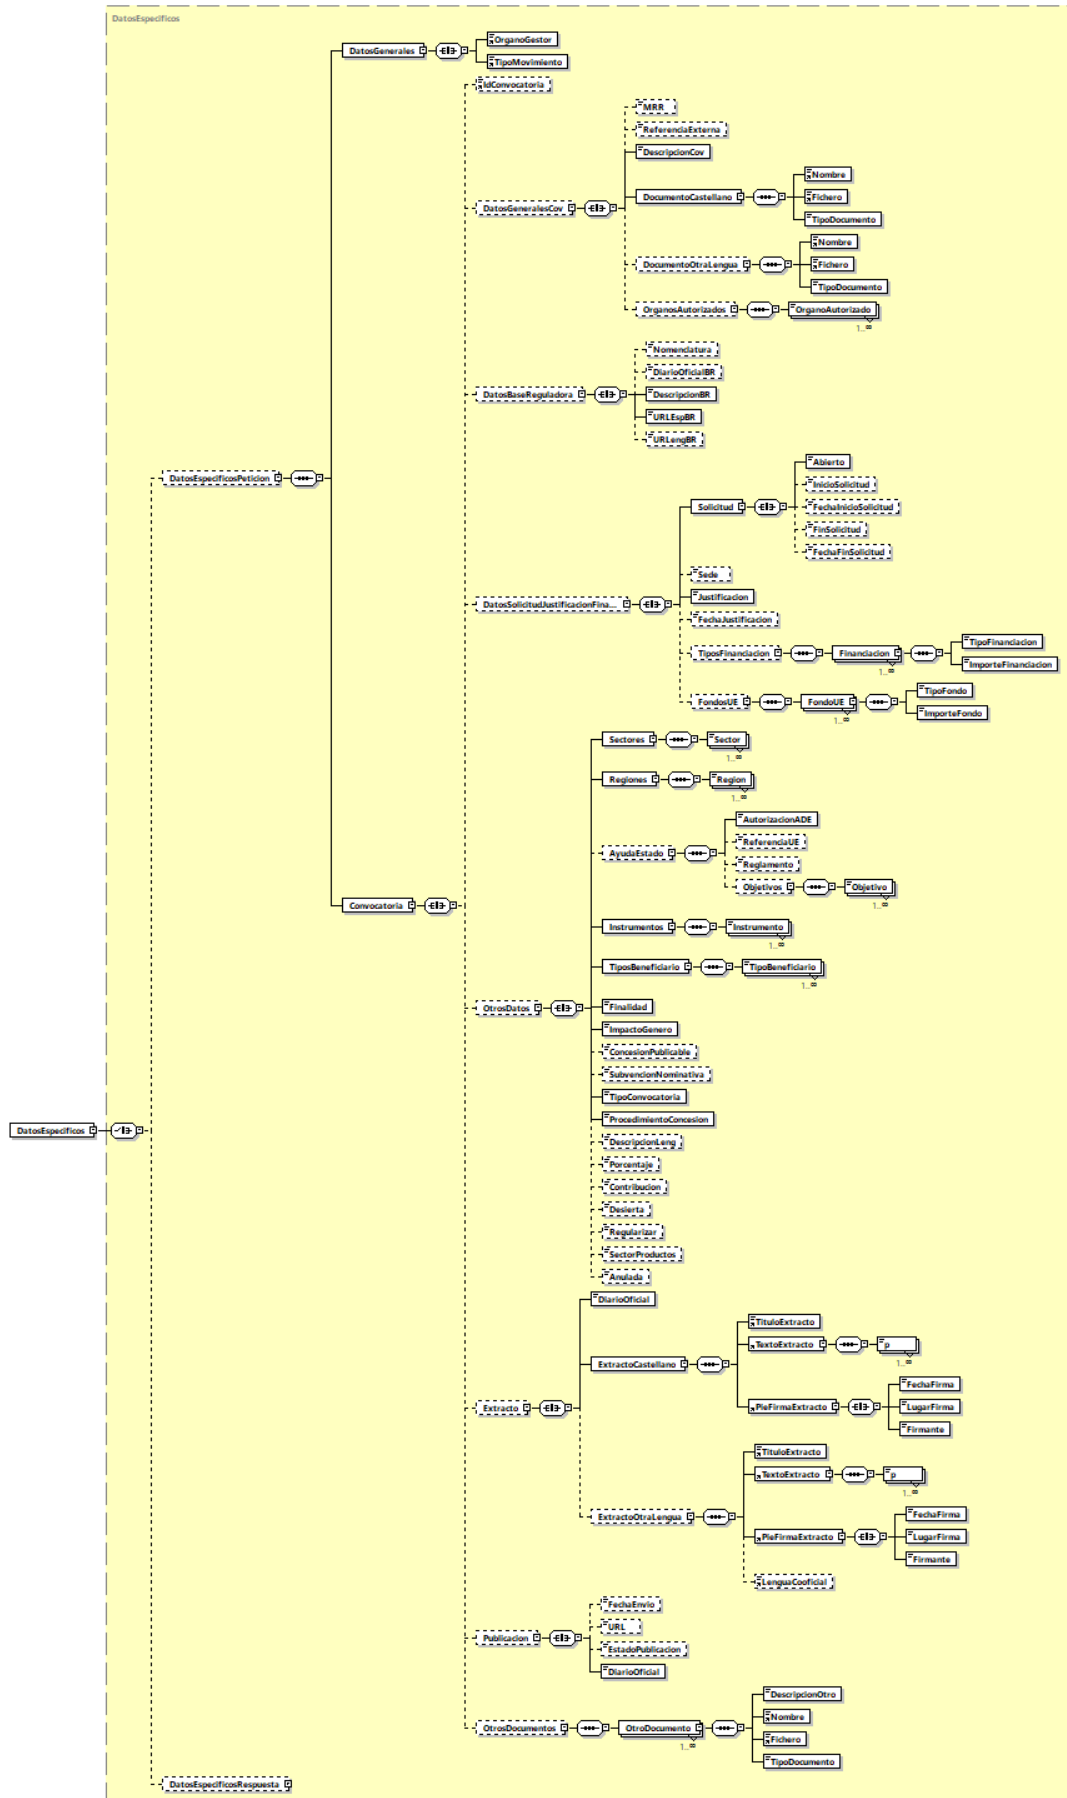 DatosEspecificos
DatosGenerales
OrganoGestor
TipoMovimiento
IdConvocatoria
MRR
ReferenciaExterna
DescripcionCov
DocumentoCastellano
Nombre
Fichero
TipoDocumento
DatosGeneralesCov
DocumentoOtraLengua
Nombre
Fichero
TipoDocumento
OrganosAutorizados
OrganoAutorizado
1..∞
Nomenclatura
DiarioOficialBR
DatosBaseReguladora
DescripcionBR
URLEspBR
URLengBR
DatosEspecificosPeticion
Abierto
InicioSolicitud
Solicitud
FechaInicioSolicitud
FinSolicitud
FechaFinSolicitud
Sede
DatosSolicitudJustificacionFina...
Justificacion
FechaJustificacion
TiposFinanciacion
Financiacion
1..∞
TipoFinanciacion
ImporteFinanciacion
FondosUE
FondoUE
1..∞
TipoFondo
ImporteFondo
Sectores
Sector
1..∞
Regiones
Region
1..∞
AutorizacionADE
ReferenciaUE
AyudaEstado
Reglamento
Objetivos
Objetivo
1..∞
Convocatoria
Instrumentos
Instrumento
1..∞
TiposBeneficiario
TipoBeneficiario
1..∞
OtrosDatos
Finalidad
ImpactoGenero
ConcesionPublicable
SubvencionNominativa
TipoConvocatoria
ProcedimientoConcesion
DatosEspecificos
DescripcionLeng
Porcentaje
Contribucion
Desierta
Regularizar
SectorProductos
Anulada
DiarioOficial
TituloExtracto
ExtractoCastellano
TextoExtracto
p
1..∞
PieFirmaExtracto
FechaFirma
LugarFirma
Firmante
Extracto
TituloExtracto
TextoExtracto
p
1..∞
ExtractoOtraLengua
PieFirmaExtracto
FechaFirma
LugarFirma
Firmante
LenguaCooficial
FechaEnvio
URL
Publicacion
EstadoPublicacion
DiarioOficial
OtrosDocumentos
OtroDocumento
1..∞
DescripcionOtro
Nombre
Fichero
TipoDocumento
DatosEspecificosRespuesta